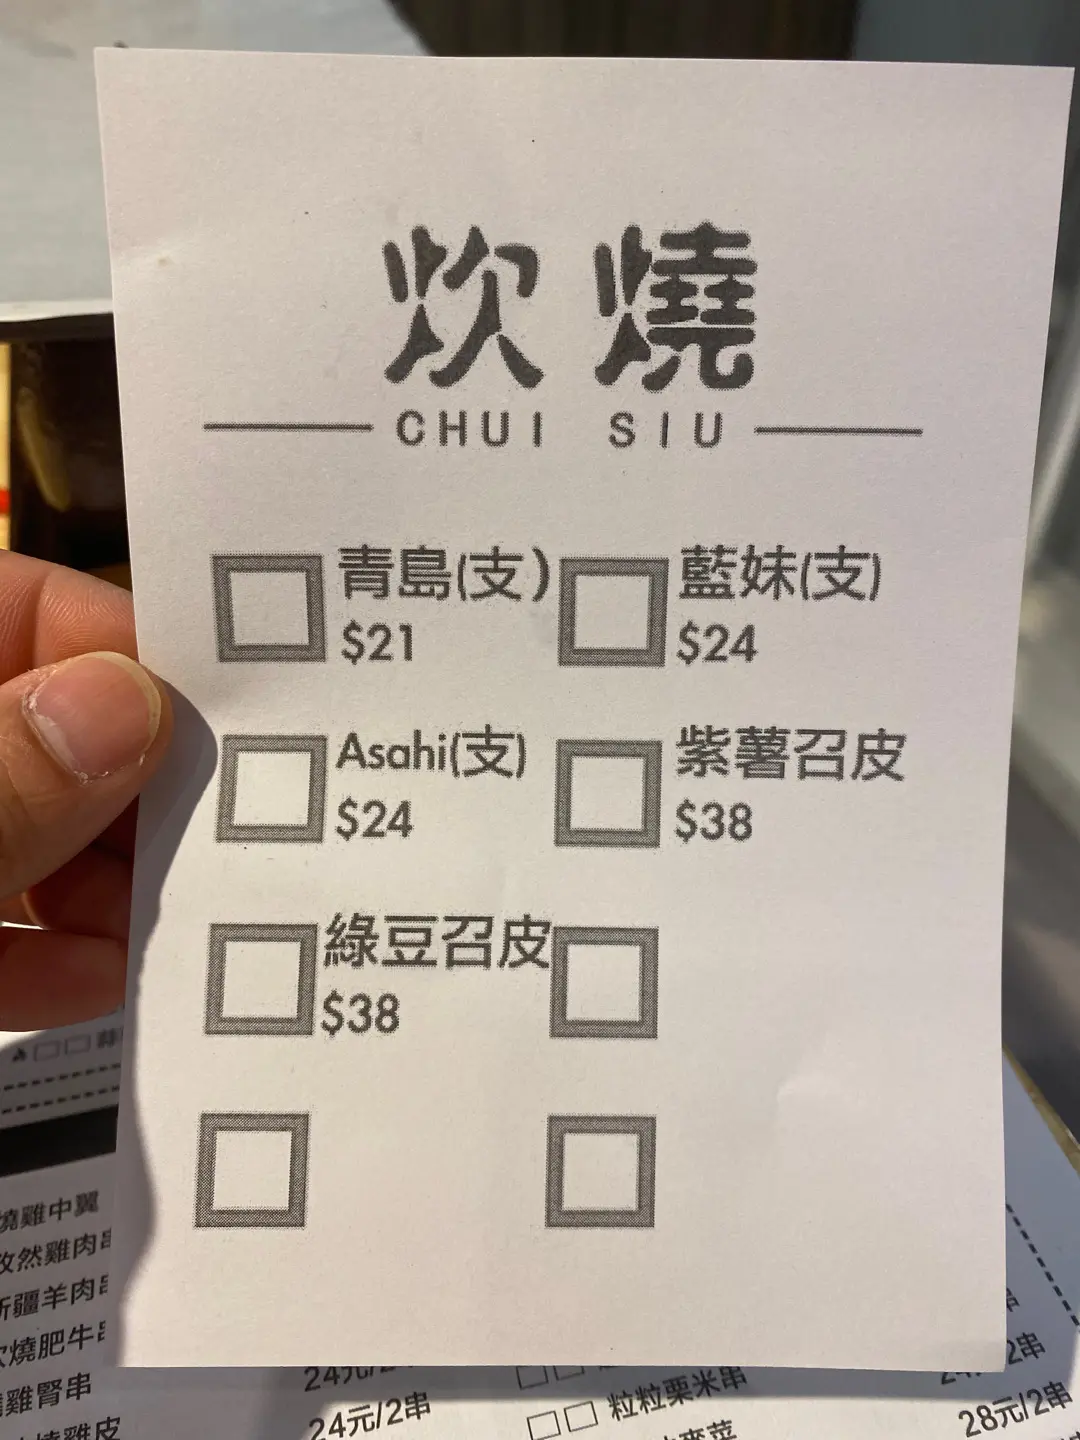 炊燒
CHUI SIU
青島(支) 藍妹(支)
$21 $24
Asahi(支) 紫薯召皮
$24 $38
綠豆召皮
$38
燒雞中翼
孜然雞肉串
新疆羊肉串
炊燒肥牛串
雞腎串
燒雞皮
24元/2
24元/2串
粒粒粟米串
2串
28元/2串